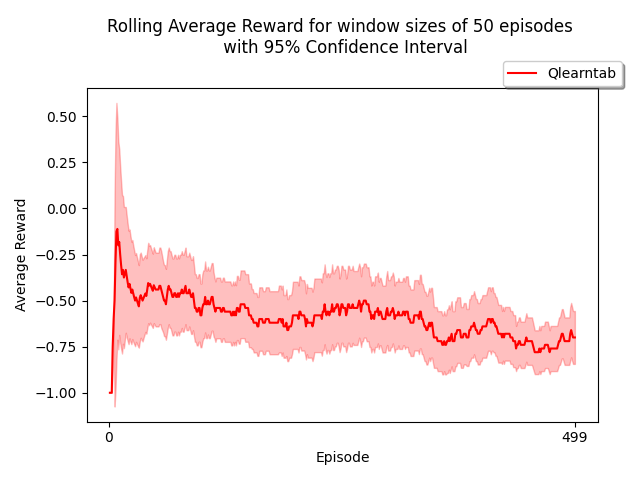 Rolling Average Reward for window sizes of 50 episodes
with 95% Confidence Interval
Qlearntab
0.50
0.25
0.00
−0.25
−0.50
−0.75
−1.00
Average Reward
0
499
Episode